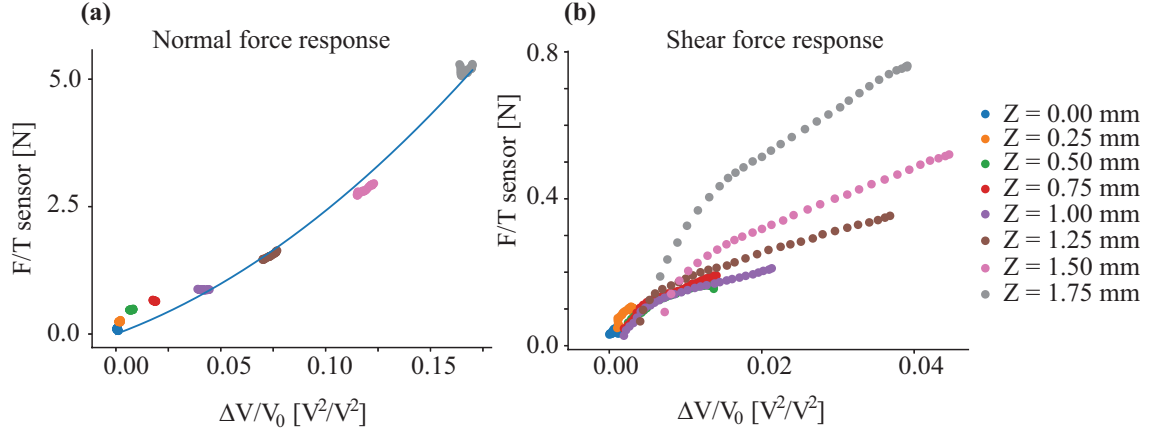 (a)
Normal force response
F/T sensor [N]
5.0
2.5
0.0
0.00
0.05
0.10
0.15
ΔV/V₀ [V²/V²]
(b)
Shear force response
F/T sensor [N]
0.8
0.4
0.0
0.00
0.02
0.04
ΔV/V₀ [V²/V²]
Z = 0.00 mm
Z = 0.25 mm
Z = 0.50 mm
Z = 0.75 mm
Z = 1.00 mm
Z = 1.25 mm
Z = 1.50 mm
Z = 1.75 mm